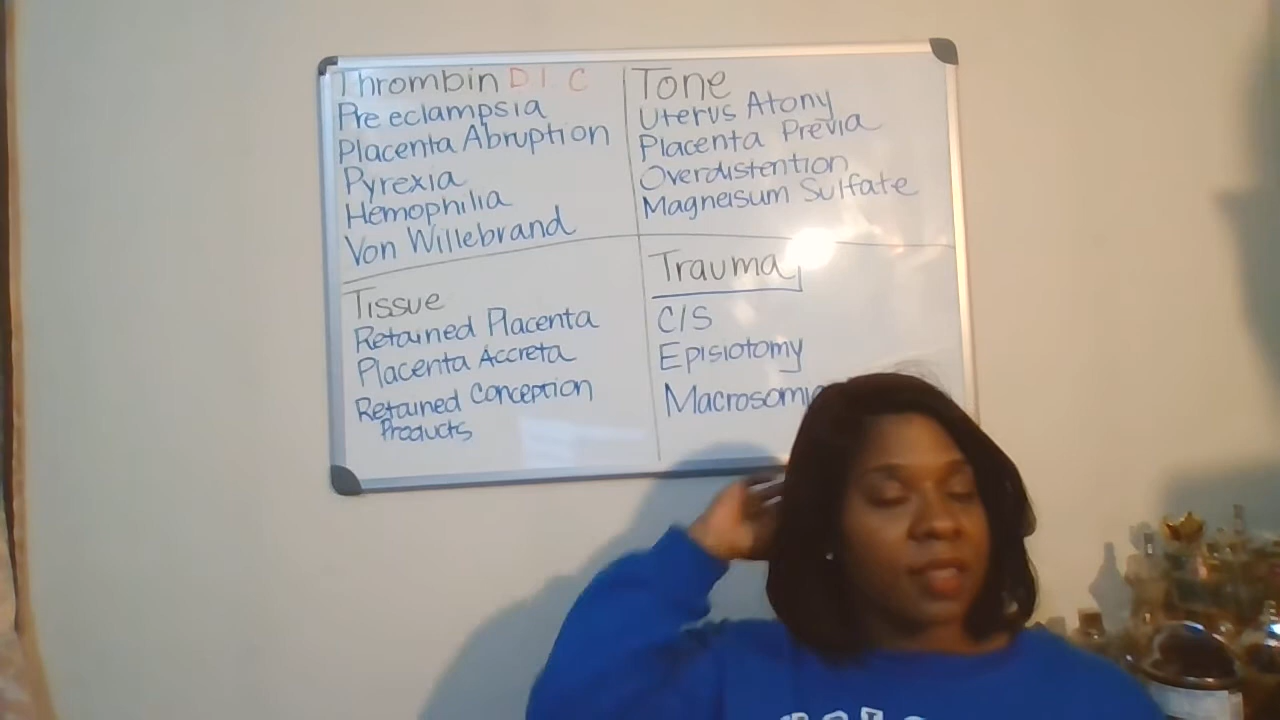 Thrombin D I C
Pre eclampsia
Placenta Abruption
Pyrexia
Hemophilia
Von Willebrand
Tone
Uterus Atony
Placenta Previa
Overdistention
Magneisum Sulfate
Tissue
Retained Placenta
Placenta Accreta
Retained Conception
Products
Trauma
C/S
Episiotomy
Macrosomi